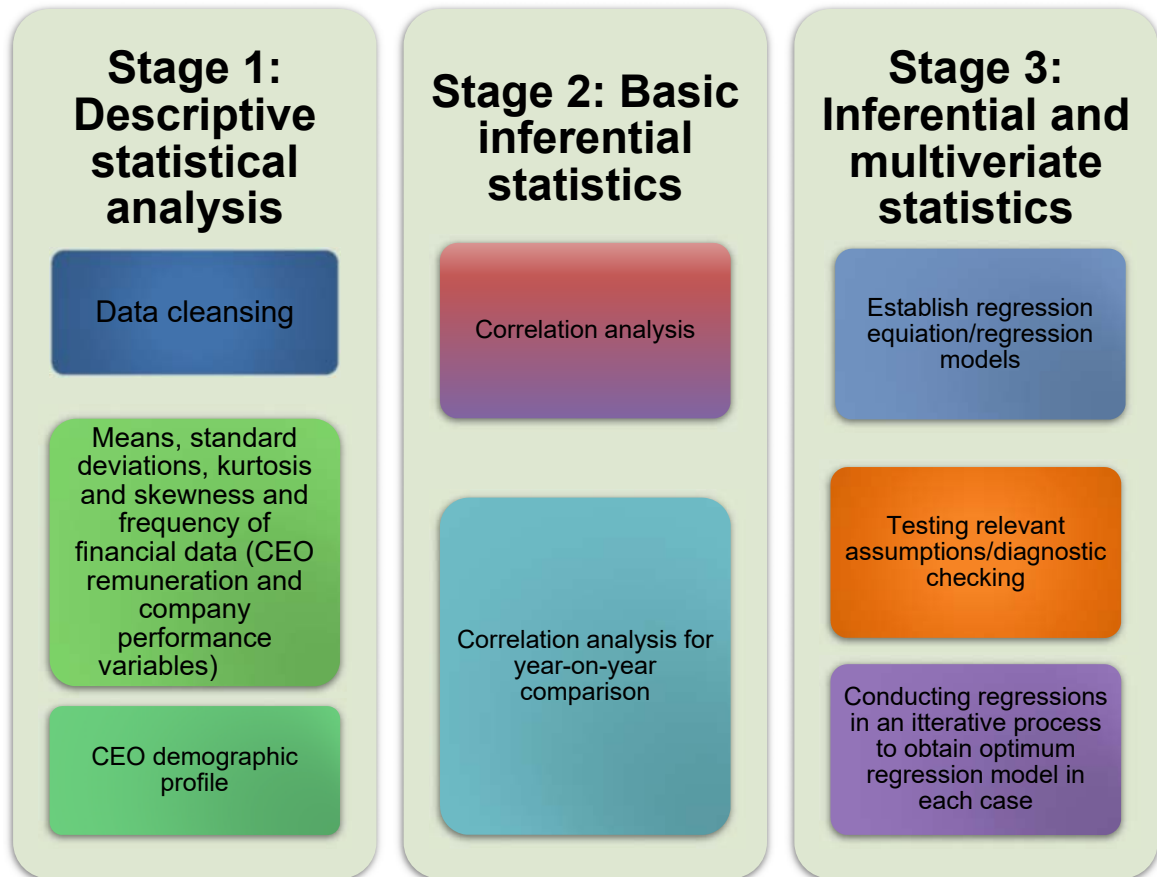 Stage 1:
Descriptive
statistical
analysis
Data cleansing
Means, standard
deviations, kurtosis
and skewness and
frequency of
financial data (CEO
remuneration and
company
performance
variables)
CEO demographic
profile
Stage 2: Basic
inferential
statistics
Correlation analysis
Correlation analysis for
year-on-year
comparison
Stage 3:
Inferential and
multiveriate
statistics
Establish regression
equiation/regression
models
Testing relevant
assumptions/diagnostic
checking
Conducting regressions
in an itterative process
to obtain optimum
regression model in
each case